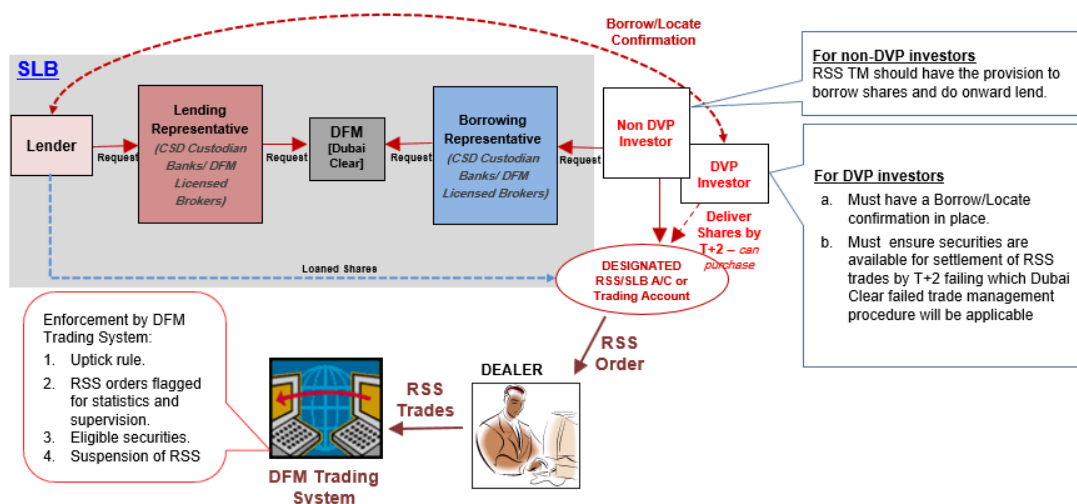 Borrow/Locate
Confirmation
SLB
Lender
Request
Lending
Representative
(CSD Custodian
Banks/ DFM
Licensed
Brokers)
Request
DFM
[Dubai
Clear]
Request
Borrowing
Representative
(CSD Custodian
Banks/ DFM
Licensed Brokers)
Request
Non DVP
Investor
DVP
Investor
Deliver
Shares by
T+2 – can
purchase
Loaned Shares
DESIGNATED
RSS/SLB A/C or
Trading Account
For non-DVP investors
RSS TM should have the provision to
borrow shares and do onward lend.
For DVP investors
a. Must have a Borrow/Locate
confirmation in place.
b. Must ensure securities are
available for settlement of RSS
trades by T+2 failing which Dubai
Clear failed trade management
procedure will be applicable
Enforcement by DFM
Trading System:
1. Uptick rule.
2. RSS orders flagged
for statistics and
supervision.
3. Eligible securities.
4. Suspension of RSS
RSS
Order
DEALER
RSS
Trades
DFM Trading
System